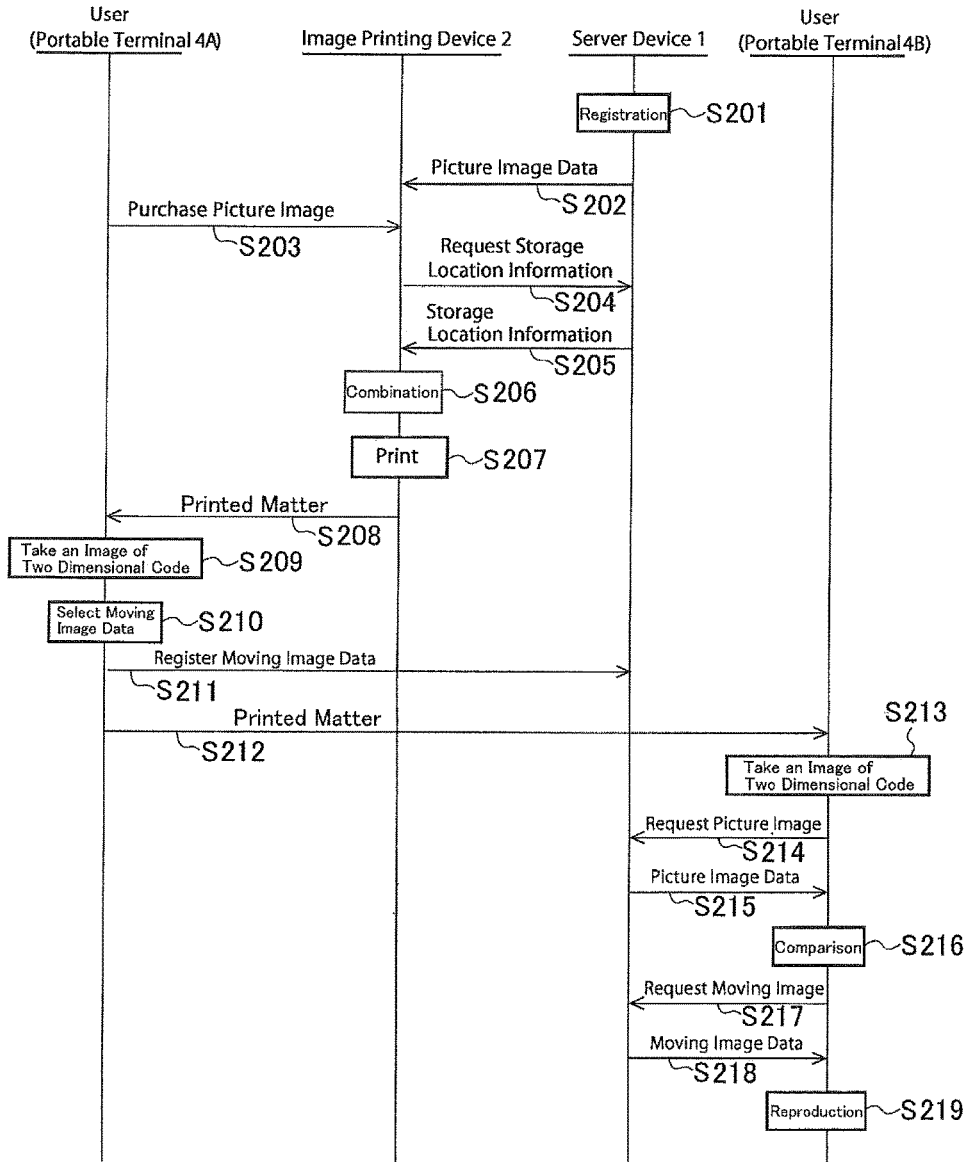 User
(Portable Terminal 4A)
Image Printing Device 2
Server Device 1
User
(Portable Terminal 4B)
Registration
S201
Picture Image Data
S202
Purchase Picture Image
S203
Request Storage
Location Information
S204
Storage
Location Information
S205
Combination
S206
Print
S207
Printed Matter
S208
Take an Image of
Two Dimensional Code
S209
Select Moving
Image Data
S210
Register Moving Image Data
S211
Printed Matter
S212
S213
Take an Image of
Two Dimensional Code
Request Picture Image
S214
Picture Image Data
S215
Comparison
S216
Request Moving Image
S217
Moving Image Data
S218
Reproduction
S219